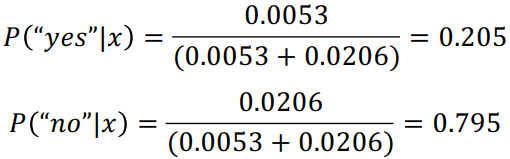 P(“yes”|x) = 0.0053 / (0.0053 + 0.0206) = 0.205
P(“no”|x) = 0.0206 / (0.0053 + 0.0206) = 0.795